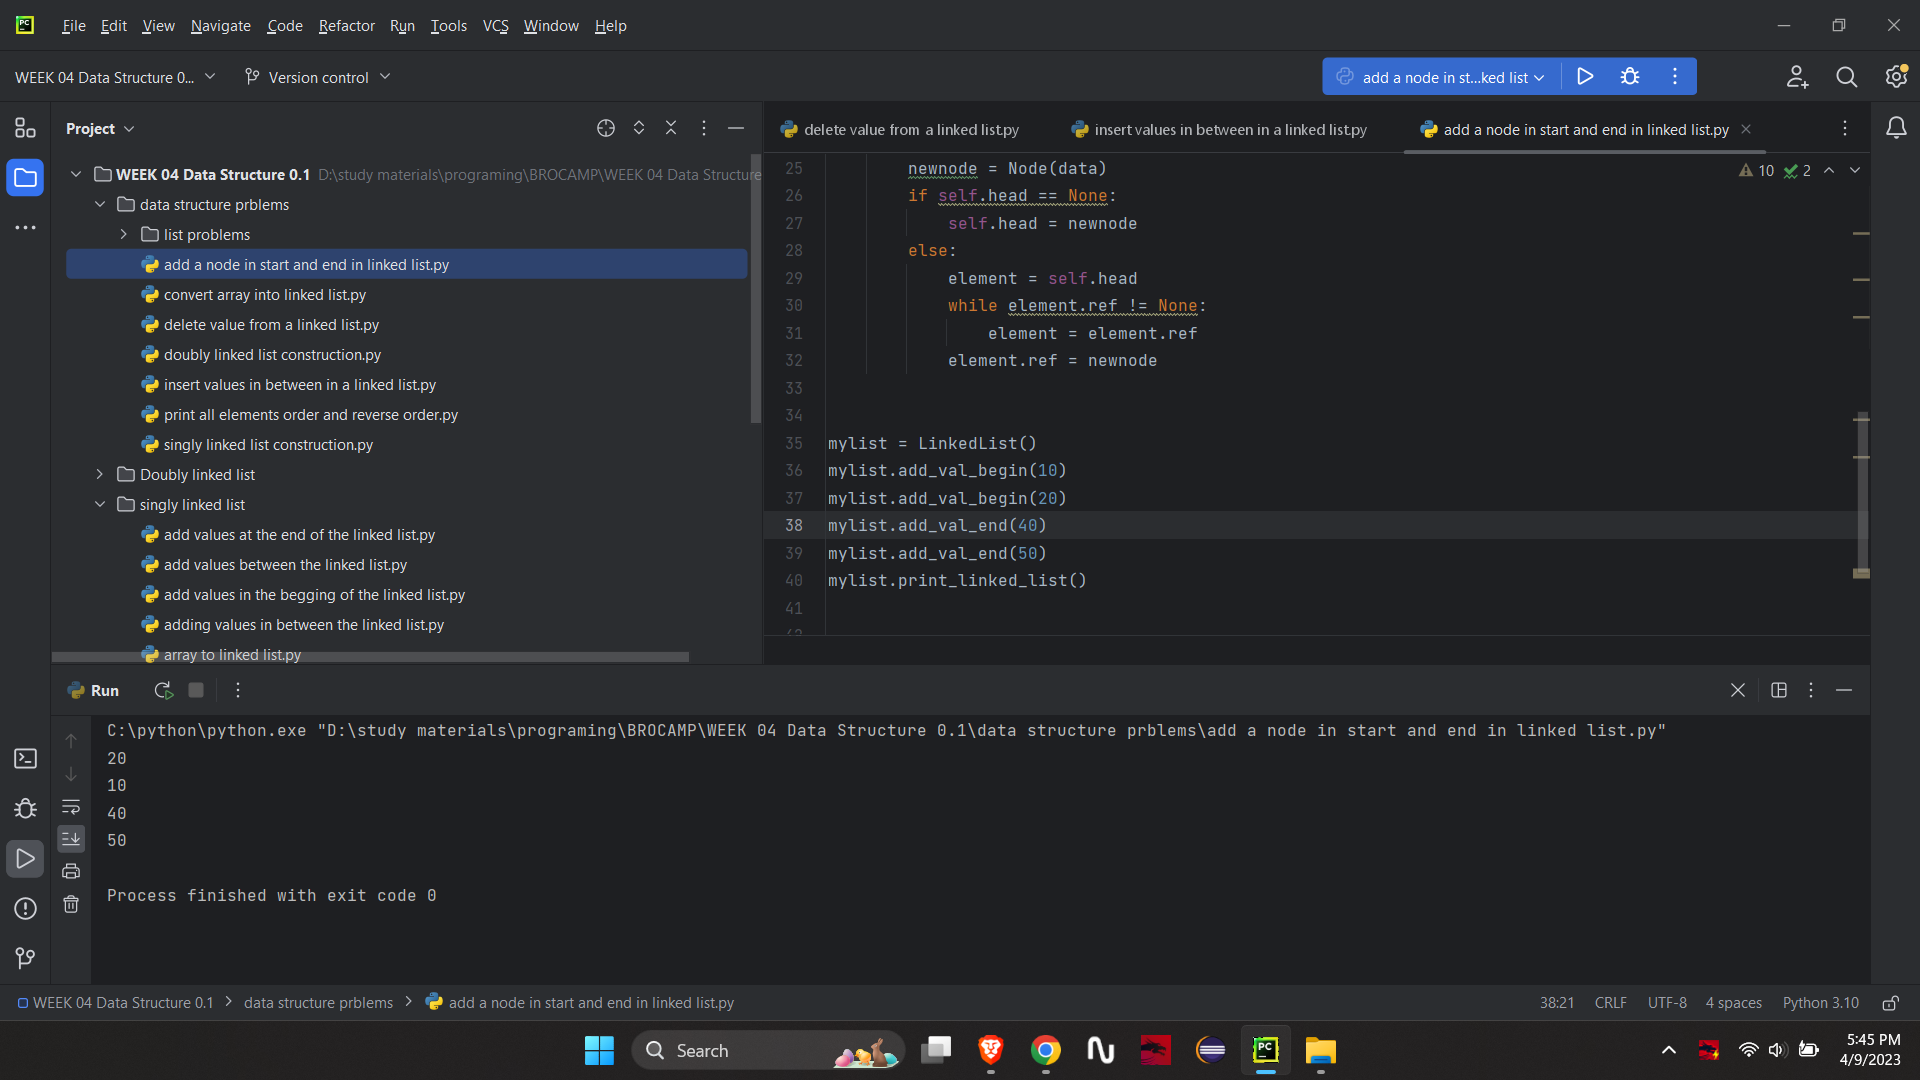 File Edit View Navigate Code Refactor Run Tools VCS Window Help
WEEK 04 Data Structure 0... Version control add a node in st...ked list
Project
delete value from a linked list.py insert values in between in a linked list.py add a node in start and end in linked list.py
WEEK 04 Data Structure 0.1 D:\study materials\programing\BROCAMP\WEEK 04 Data Structure
data structure prblems
list problems
add a node in start and end in linked list.py
convert array into linked list.py
delete value from a linked list.py
doubly linked list construction.py
insert values in between in a linked list.py
print all elements order and reverse order.py
singly linked list construction.py
Doubly linked list
singly linked list
add values at the end of the linked list.py
add values between the linked list.py
add values in the begging of the linked list.py
adding values in between the linked list.py
array to linked list.py
10 2
25 newnode = Node(data)
26 if self.head == None:
27 self.head = newnode
28 else:
29 element = self.head
30 while element.ref != None:
31 element = element.ref
32 element.ref = newnode
33
34
35 mylist = LinkedList()
36 mylist.add_val_begin(10)
37 mylist.add_val_begin(20)
38 mylist.add_val_end(40)
39 mylist.add_val_end(50)
40 mylist.print_linked_list()
41
42
Run
C:\python\python.exe "D:\study materials\programing\BROCAMP\WEEK 04 Data Structure 0.1\data structure prblems\add a node in start and end in linked list.py"
20
10
40
50
Process finished with exit code 0
WEEK 04 Data Structure 0.1 > data structure prblems > add a node in start and end in linked list.py
38:21 CRLF UTF-8 4 spaces Python 3.10
Search
PC
5:45 PM
4/9/2023